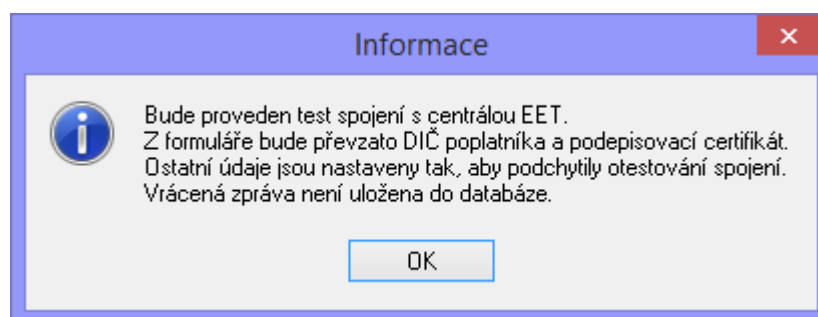 Informace
Bude proveden test spojení s centrálou EET.
Z formuláře bude převzato DIČ poplatníka a podepisovací certifikát.
Ostatní údaje jsou nastaveny tak, aby podchytily otestování spojení.
Vrácená zpráva není uložena do databáze.
OK